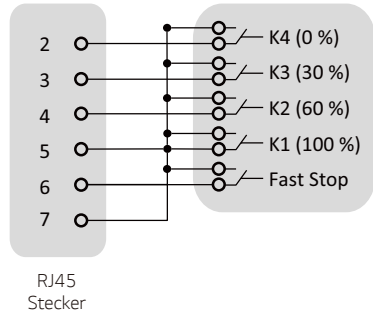 2 K4 (0 %)
3 K3 (30 %)
4 K2 (60 %)
5 K1 (100 %)
6 Fast Stop
7
RJ45
Stecker